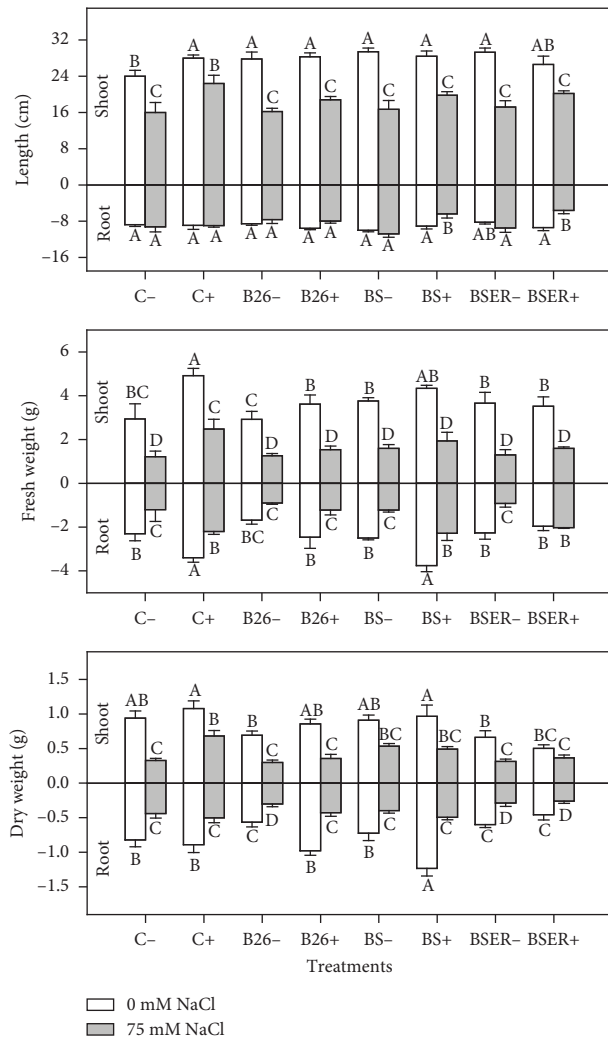 32
24
16
8
0
−8
−16
Length (cm)
Shoot
Root
B C A B A C A C A C A C A C AB C
A A A A A A A A A A A B AB A A B
C− C+ B26− B26+ BS− BS+ BSER− BSER+
6
4
2
0
−2
−4
Fresh weight (g)
Shoot
Root
BC D A C C D B D B D AB D B D B D
B C A B BC C B C B C A B B C B B
C− C+ B26− B26+ BS− BS+ BSER− BSER+
1.5
1.0
0.5
0.0
−0.5
−1.0
−1.5
Dry weight (g)
Shoot
Root
AB C A B B C AB C AB BC A BC B C BC C
B C B C C D B C B C A C C D C D
C− C+ B26− B26+ BS− BS+ BSER− BSER+
Treatments
0 mM NaCl
75 mM NaCl